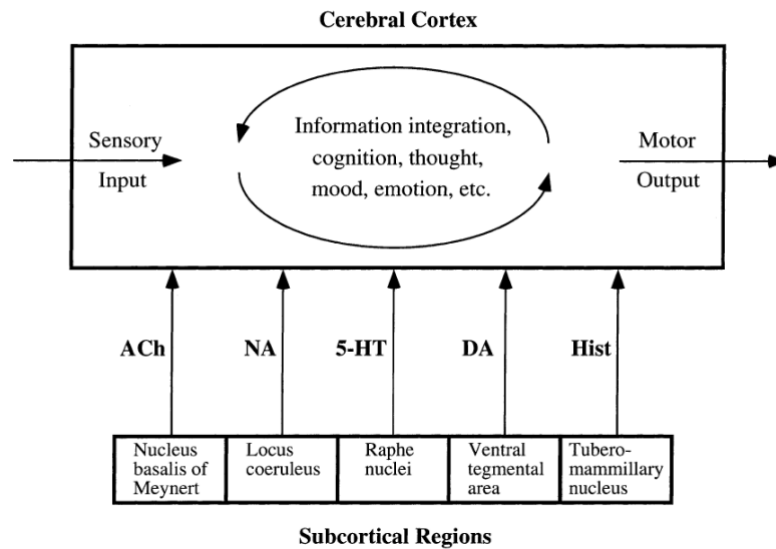 Cerebral Cortex
Sensory
Input
Information integration,
cognition, thought,
mood, emotion, etc.
Motor
Output
ACh
NA
5-HT
DA
Hist
Nucleus
basalis of
Meynert
Locus
coeruleus
Raphe
nuclei
Ventral
tegmental
area
Tubero-
mammillary
nucleus
Subcortical Regions